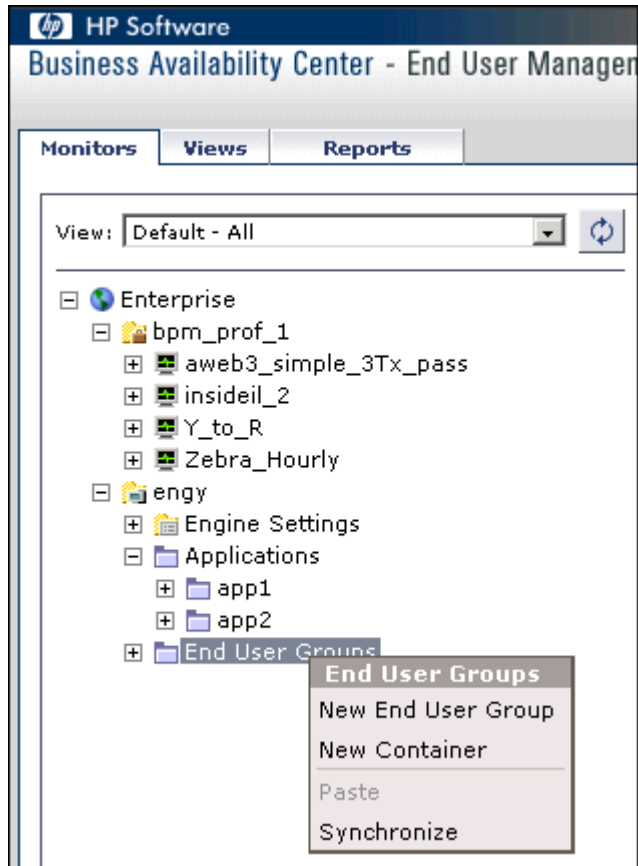 hp HP Software
Business Availability Center - End User Managem
Monitors Views Reports
View: Default - All
Enterprise
bpm_prof_1
aweb3_simple_3Tx_pass
insideil_2
Y_to_R
Zebra_Hourly
engy
Engine Settings
Applications
app1
app2
End User Groups
End User Groups
New End User Group
New Container
Paste
Synchronize